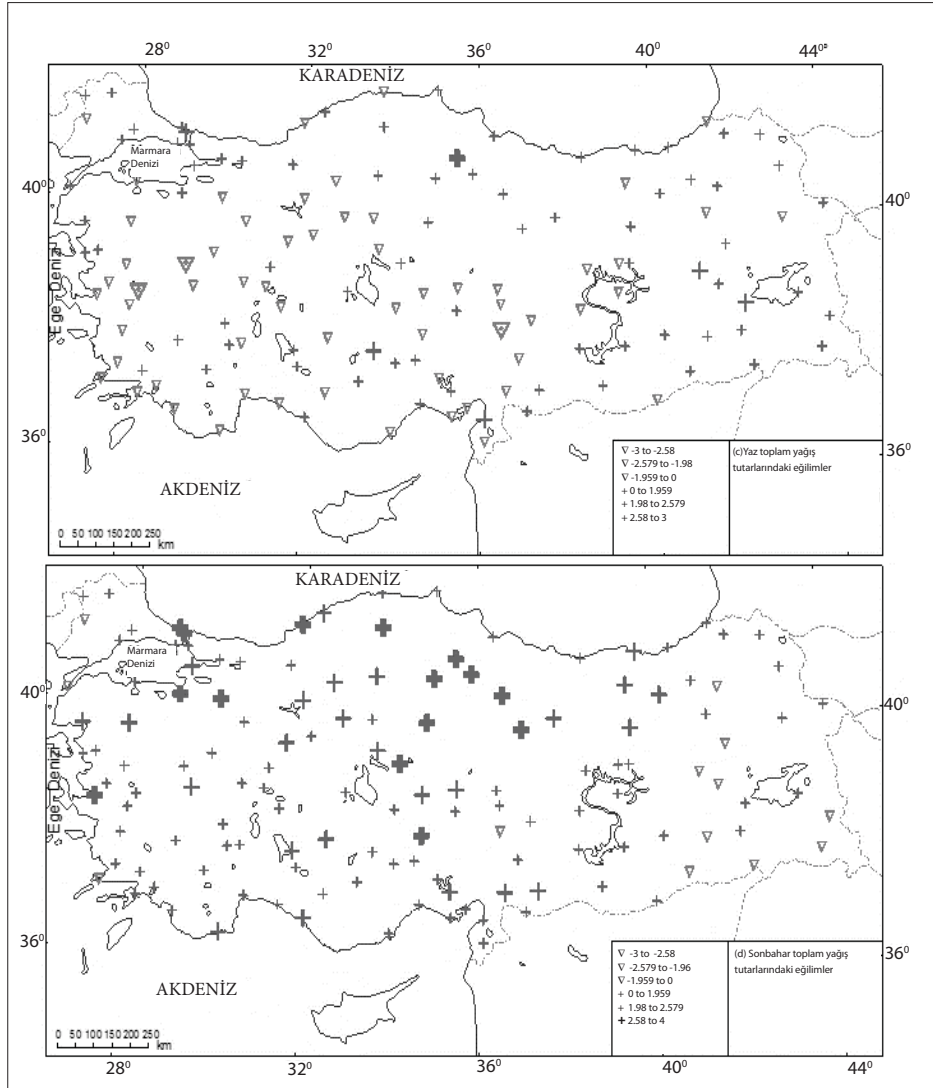 28⁰ 32⁰ 36⁰ 40⁰ 44⁰
KARADENİZ
Marmara
Denizi
40⁰ 40⁰
Ege Denizi
36⁰ 36⁰
AKDENİZ
0 50 100 150 200 250
km
∇ -3 to -2.58
∇ -2.579 to -1.98
∇ -1.959 to 0
+ 0 to 1.959
+ 1.98 to 2.579
+ 2.58 to 3
(c)Yaz toplam yağış
tutarlarındaki eğilimler
KARADENİZ
Marmara
Denizi
40⁰ 40⁰
Ege Denizi
36⁰ 36⁰
AKDENİZ
0 50 100 150 200 250
km
∇ -3 to -2.58
∇ -2.579 to -1.96
∇ -1.959 to 0
+ 0 to 1.959
+ 1.98 to 2.579
+ 2.58 to 4
(d) Sonbahar toplam yağış
tutarlarındaki eğilimler
28⁰ 32⁰ 36⁰ 40⁰ 44⁰